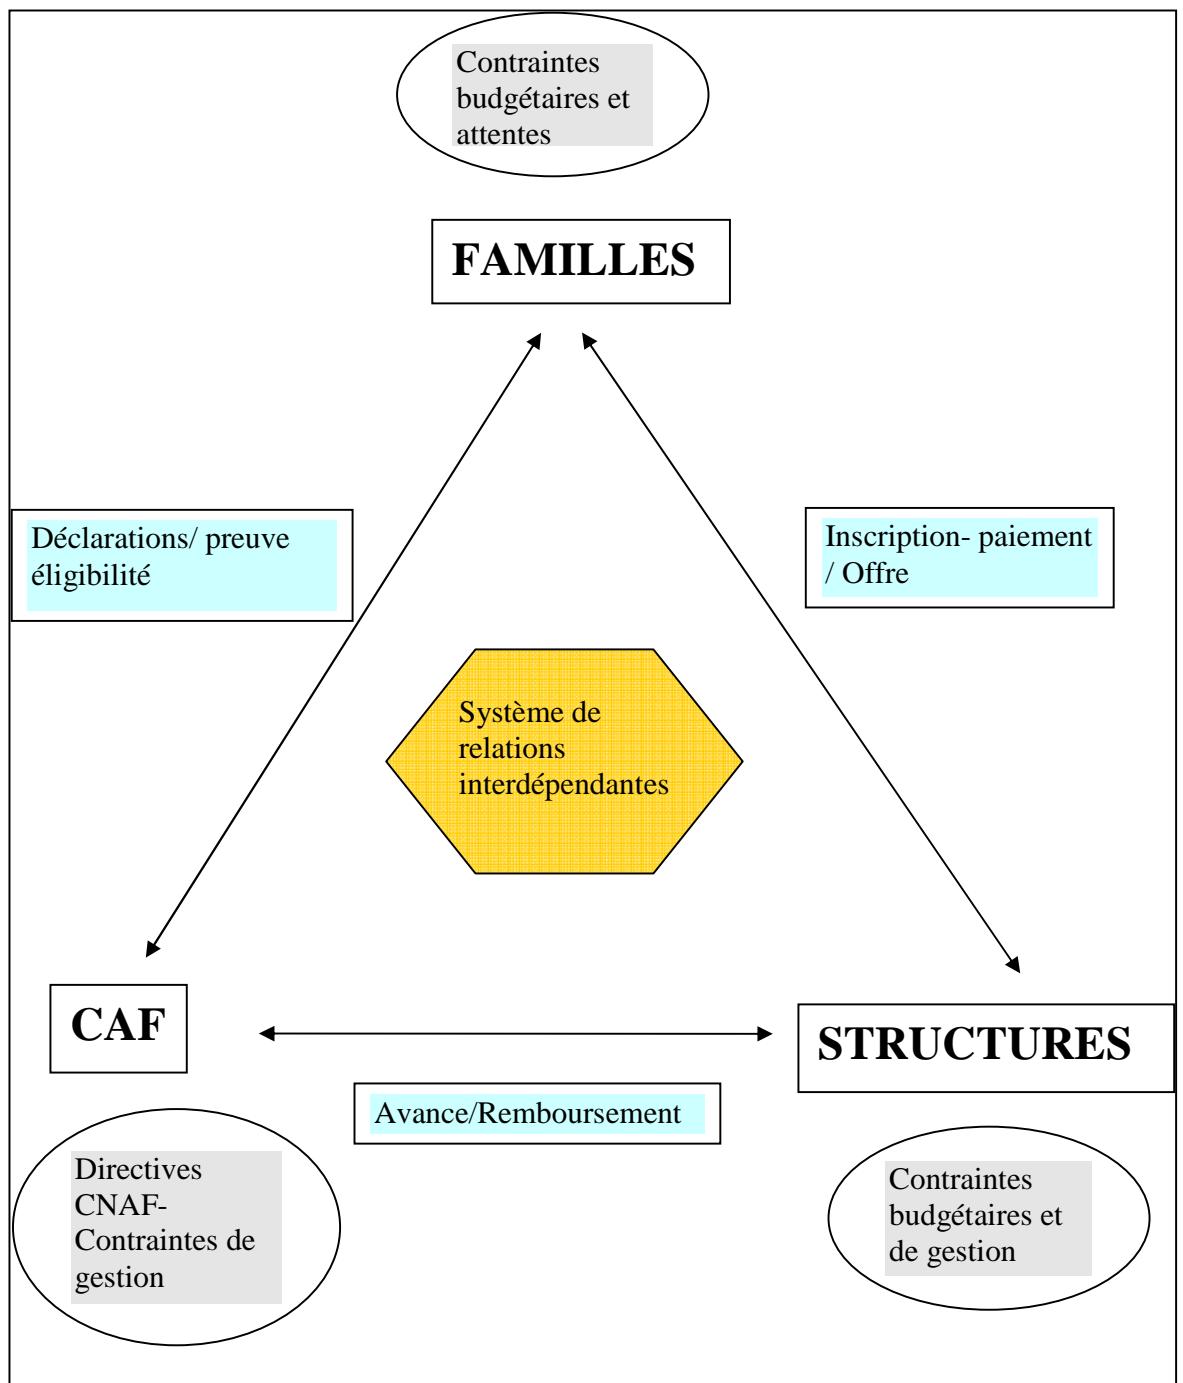 Contraintes
budgétaires et
attentes
FAMILLES
Déclarations/ preuve
éligibilité
Inscription- paiement
/ Offre
Système de
relations
interdépendantes
CAF
STRUCTURES
Avance/Remboursement
Directives
CNAF-
Contraintes de
gestion
Contraintes
budgétaires et
de gestion